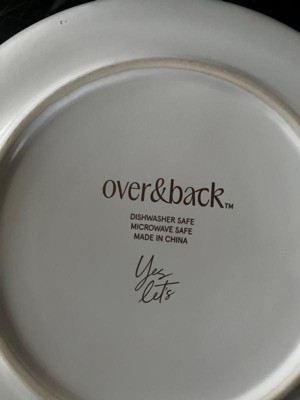 over&back™
DISHWASHER SAFE
MICROWAVE SAFE
MADE IN CHINA
Yes
let's